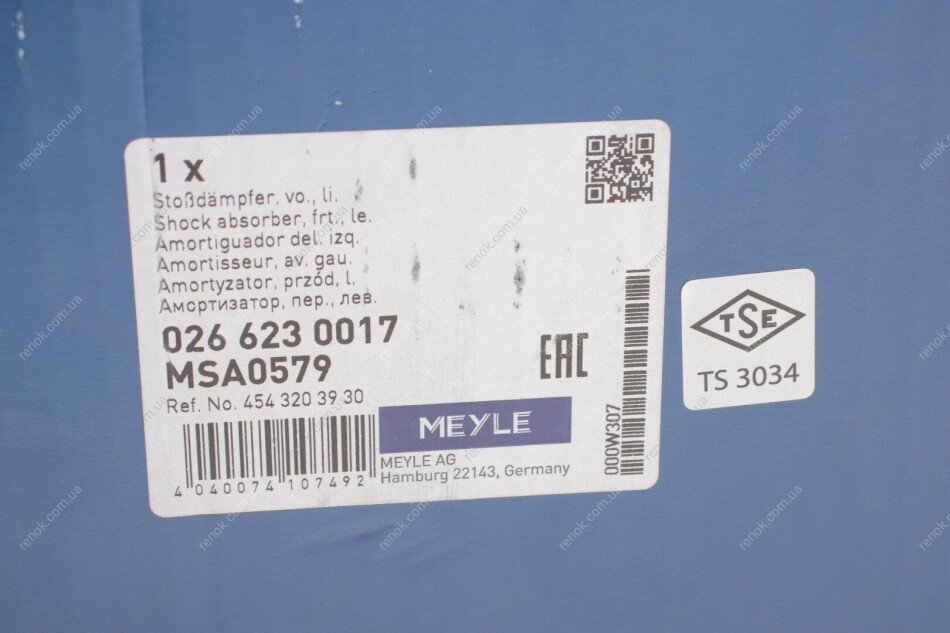 1 x
Stoßdämpfer, vo., li.
Shock absorber, frt., le.
Amortiguador del. izq.
Amortisseur, av. gau.
Amortyzator, przód, l.
Амортизатор, пер., лев.
026 623 0017
MSA0579
Ref. No. 454 320 39 30
EAC
MEYLE
MEYLE AG
Hamburg 22143, Germany
4 040074 107492
000W307
TSE
TS 3034
renok.com.ua